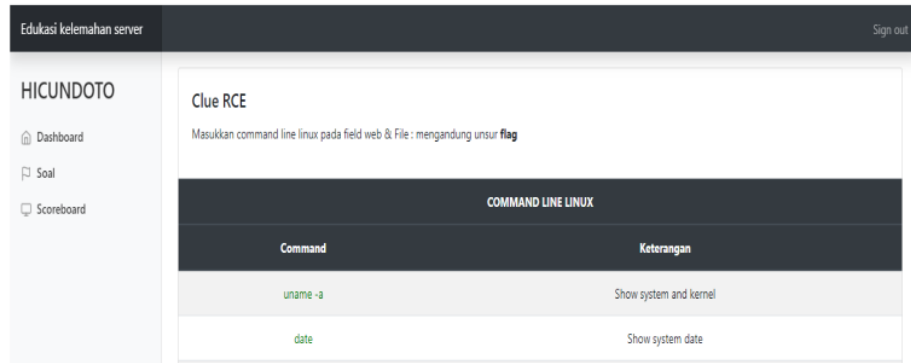 Edukasi kelemahan server
Sign out
HICUNDOTO
Dashboard
Soal
Scoreboard
Clue RCE
Masukkan command line linux pada field web & File : mengandung unsur flag
COMMAND LINE LINUX
Command Keterangan
uname -a Show system and kernel
date Show system date